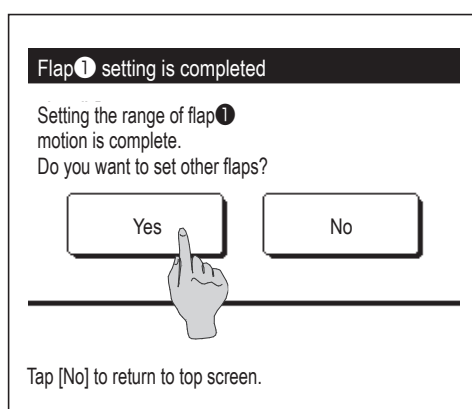 Flap❶ setting is completed
Setting the range of flap❶
motion is complete.
Do you want to set other flaps?
Yes
No
Tap [No] to return to top screen.